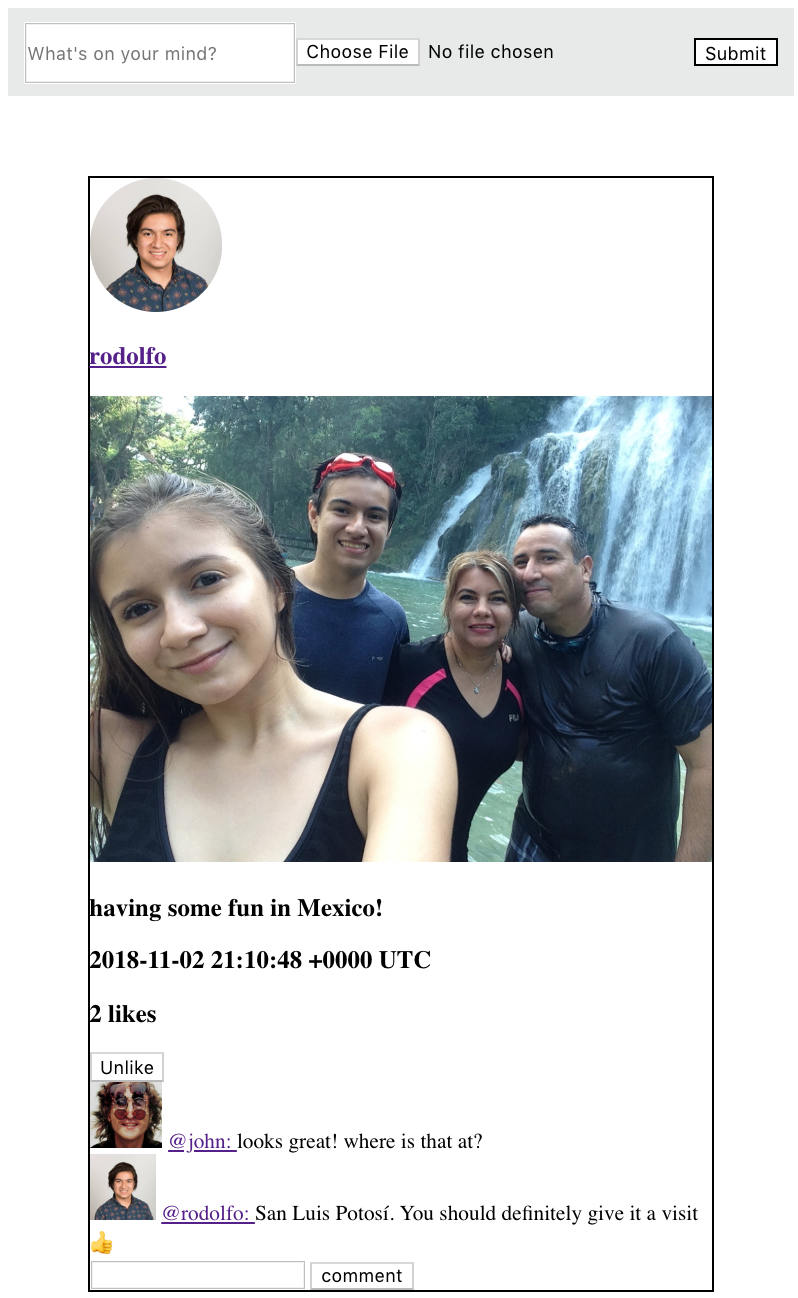 What's on your mind?
Choose File No file chosen
Submit
rodolfo
FILA
having some fun in Mexico!
2018-11-02 21:10:48 +0000 UTC
2 likes
Unlike
@john: looks great! where is that at?
@rodolfo: San Luis Potosí. You should definitely give it a visit
👍
comment